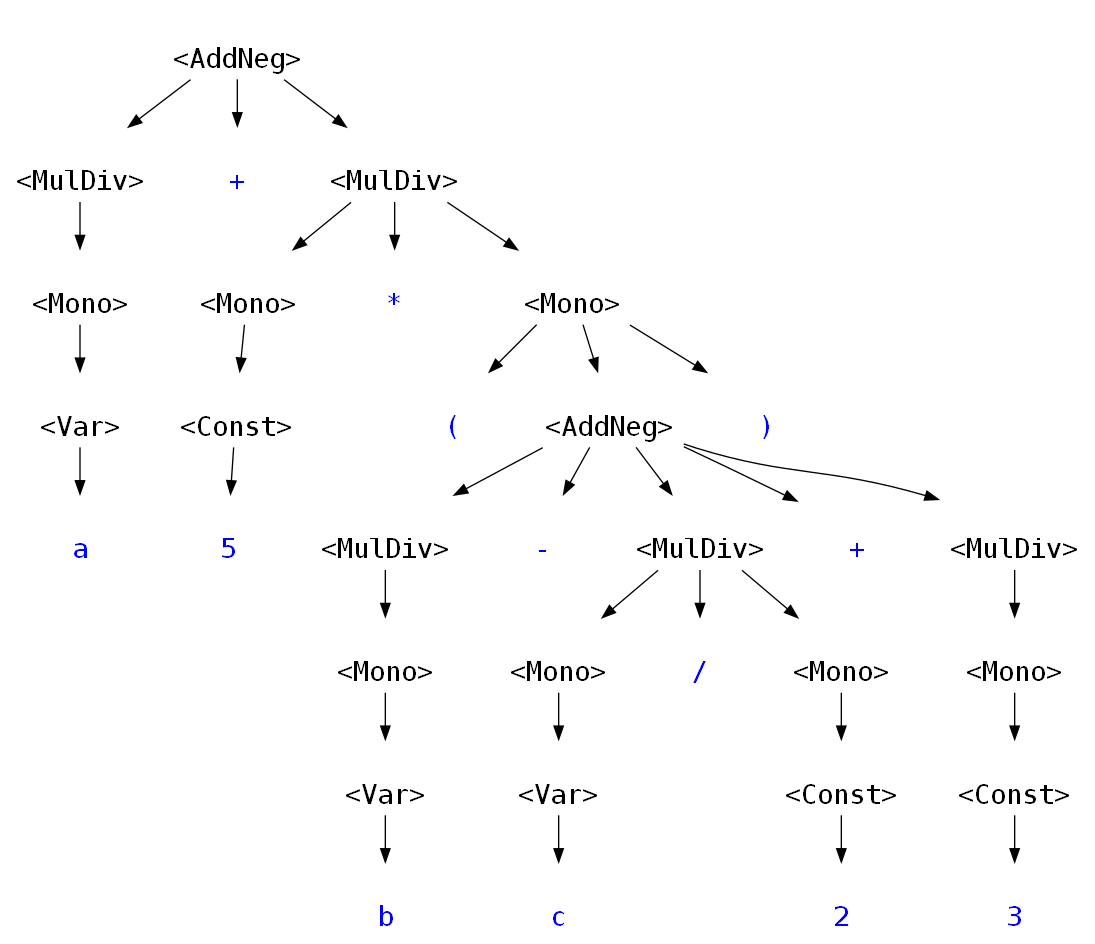 <AddNeg>
<MulDiv> + <MulDiv>
<Mono> <Mono> * <Mono>
<Var> <Const> ( <AddNeg> )
a 5 <MulDiv> - <MulDiv> + <MulDiv>
<Mono> <Mono> / <Mono> <Mono>
<Var> <Var> <Const> <Const>
b c 2 3